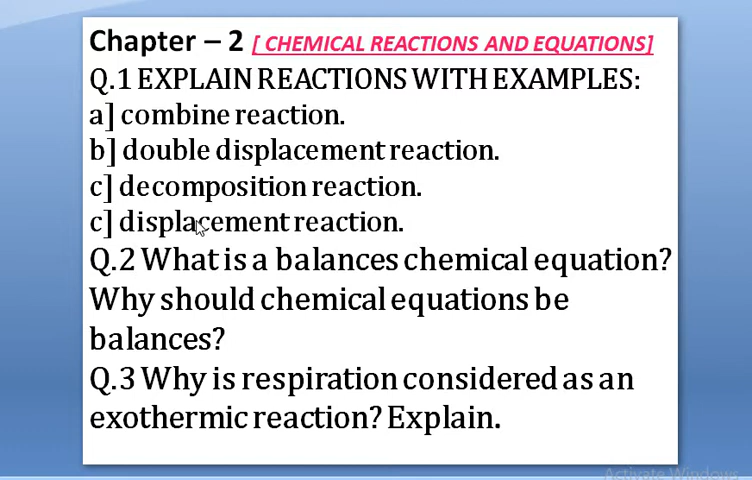 Chapter – 2 [ CHEMICAL REACTIONS AND EQUATIONS]
Q.1 EXPLAIN REACTIONS WITH EXAMPLES:
a] combine reaction.
b] double displacement reaction.
c] decomposition reaction.
c] displacement reaction.
Q.2 What is a balances chemical equation?
Why should chemical equations be
balances?
Q.3 Why is respiration considered as an
exothermic reaction? Explain.
Activate Windows